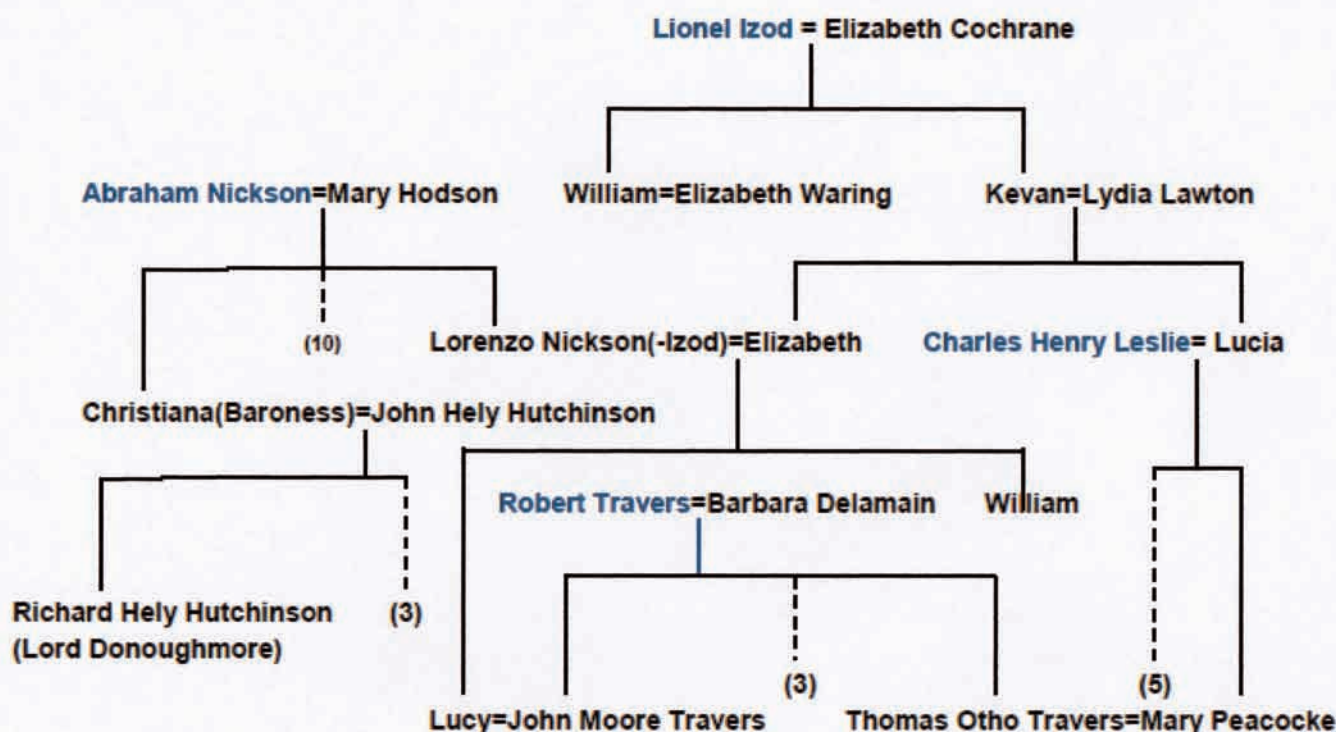 Lionel Izod = Elizabeth Cochrane
Abraham Nickson=Mary Hodson
William=Elizabeth Waring
Kevan=Lydia Lawton
(10)
Lorenzo Nickson(-Izod)=Elizabeth
Charles Henry Leslie= Lucia
Christiana(Baroness)=John Hely Hutchinson
Robert Travers=Barbara Delamain
William
Richard Hely Hutchinson
(Lord Donoughmore)
(3)
(3)
(5)
Lucy=John Moore Travers
Thomas Otho Travers=Mary Peacocke